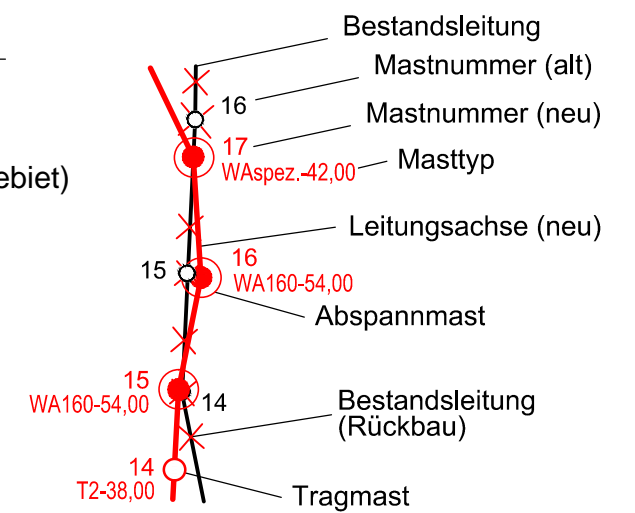 Bestandsleitung
Mastnummer (alt)
16
Mastnummer (neu)
17
WAspez.-42,00
Masttyp
ebiet)
Leitungsachse (neu)
16
15
WA160-54,00
Abspannmast
15
WA160-54,00
14
Bestandsleitung
(Rückbau)
14
T2-38,00
Tragmast